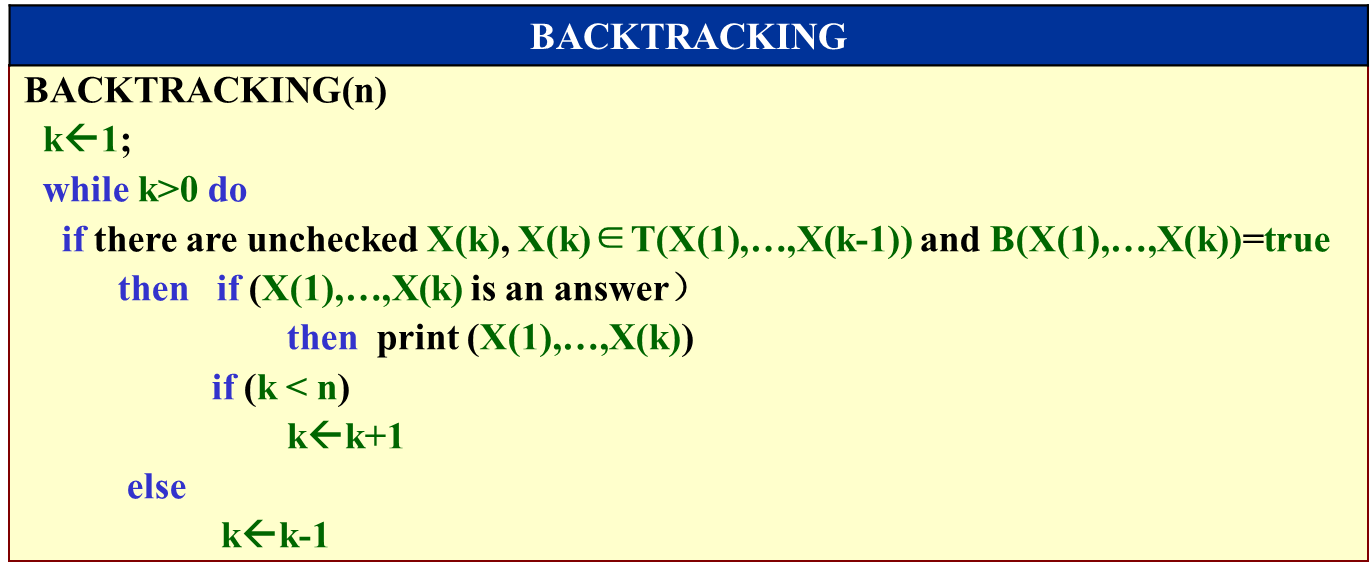 BACKTRACKING
BACKTRACKING(n)
k←1;
while k>0 do
if there are unchecked X(k), X(k)∈T(X(1),…,X(k-1)) and B(X(1),…,X(k))=true
then if (X(1),…,X(k) is an answer）
then print (X(1),…,X(k))
if (k < n)
k←k+1
else
k←k-1